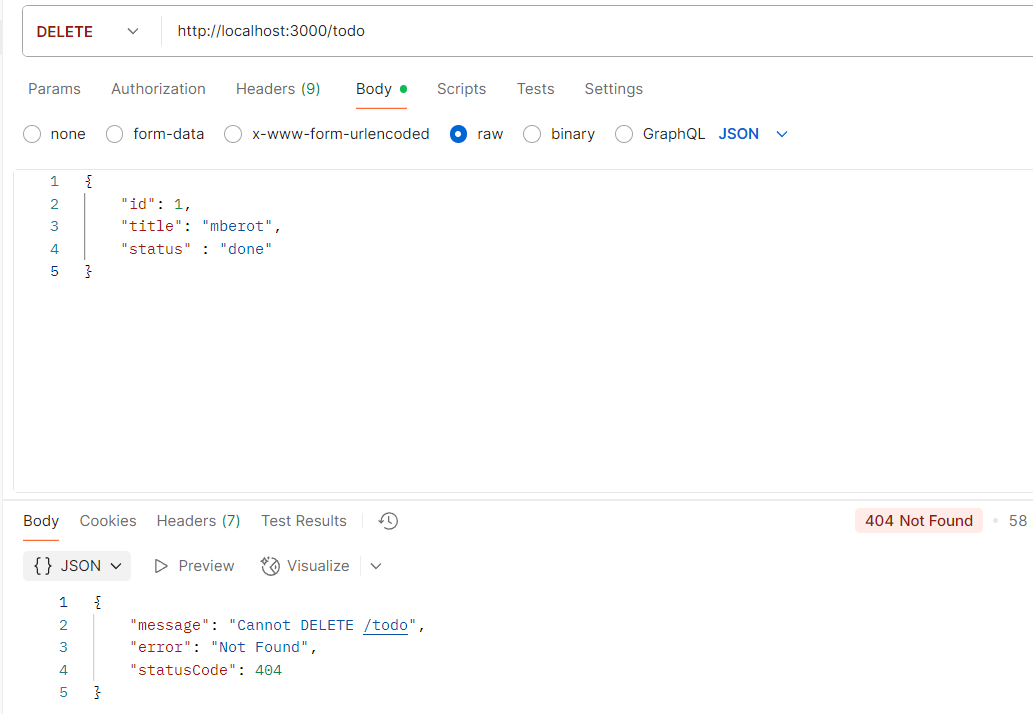 DELETE http://localhost:3000/todo
Params Authorization Headers (9) Body Scripts Tests Settings
none form-data x-www-form-urlencoded raw binary GraphQL JSON
1 {
2 "id": 1,
3 "title": "mberot",
4 "status" : "done"
5 }
Body Cookies Headers (7) Test Results 404 Not Found 58
{} JSON Preview Visualize
1 {
2 "message": "Cannot DELETE /todo",
3 "error": "Not Found",
4 "statusCode": 404
5 }